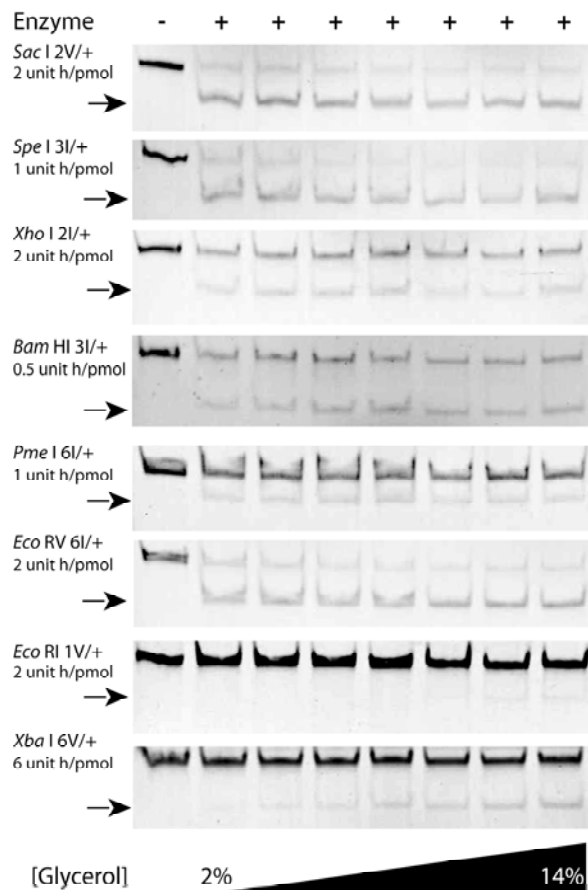 Enzyme - + + + + + + +
Sac I 2V/+
2 unit h/pmol
Spe I 3I/+
1 unit h/pmol
Xho I 2I/+
2 unit h/pmol
Bam HI 3I/+
0.5 unit h/pmol
Pme I 6I/+
1 unit h/pmol
Eco RV 6I/+
2 unit h/pmol
Eco RI 1V/+
2 unit h/pmol
Xba I 6V/+
6 unit h/pmol
[Glycerol] 2% 14%